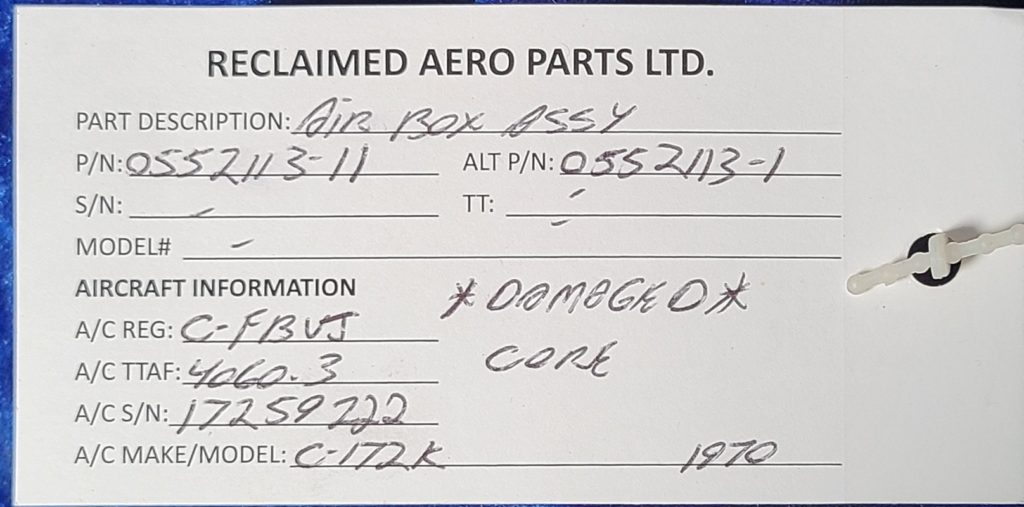 RECLAIMED AERO PARTS LTD.
PART DESCRIPTION: AIR BOX ASSY
P/N: 0552113-11 ALT P/N: 0552113-1
S/N: - TT: -
MODEL# -
AIRCRAFT INFORMATION *DAMAGED*
A/C REG: C-FBVJ
CORE
A/C TTAF: 4060.3
A/C S/N: 17259722
A/C MAKE/MODEL: C-172K 1970